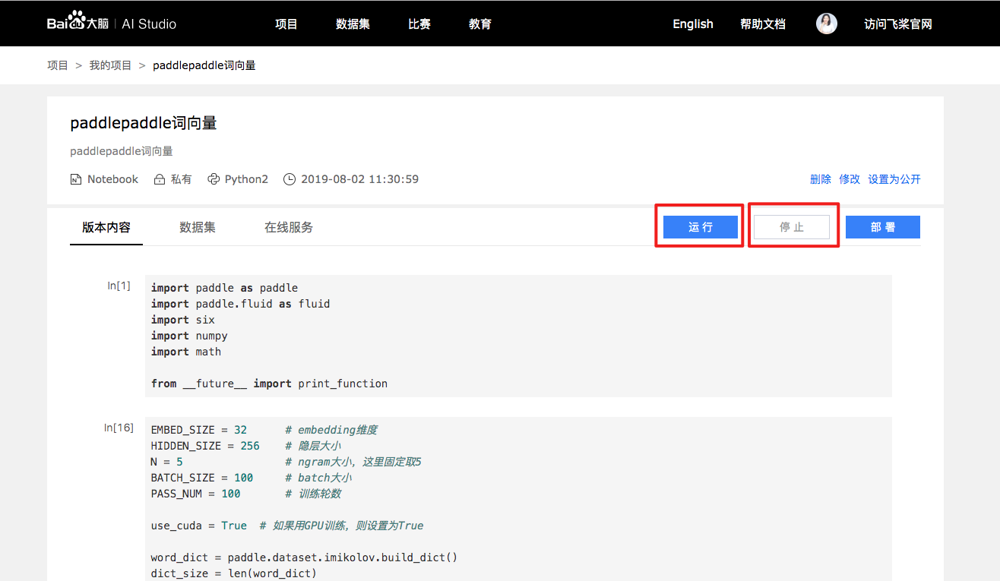 Baidu大脑 | AI Studio 项目 数据集 比赛 教育 English 帮助文档 访问飞桨官网
项目 > 我的项目 > paddlepaddle词向量
paddlepaddle词向量
paddlepaddle词向量
Notebook 私有 Python2 2019-08-02 11:30:59 删除 修改 设置为公开
版本内容 数据集 在线服务 运行 停止 部署
In[1]
import paddle as paddle
import paddle.fluid as fluid
import six
import numpy
import math
from __future__ import print_function
In[16]
EMBED_SIZE = 32 # embedding维度
HIDDEN_SIZE = 256 # 隐层大小
N = 5 # ngram大小，这里固定取5
BATCH_SIZE = 100 # batch大小
PASS_NUM = 100 # 训练轮数
use_cuda = True # 如果用GPU训练，则设置为True
word_dict = paddle.dataset.imikolov.build_dict()
dict_size = len(word_dict)